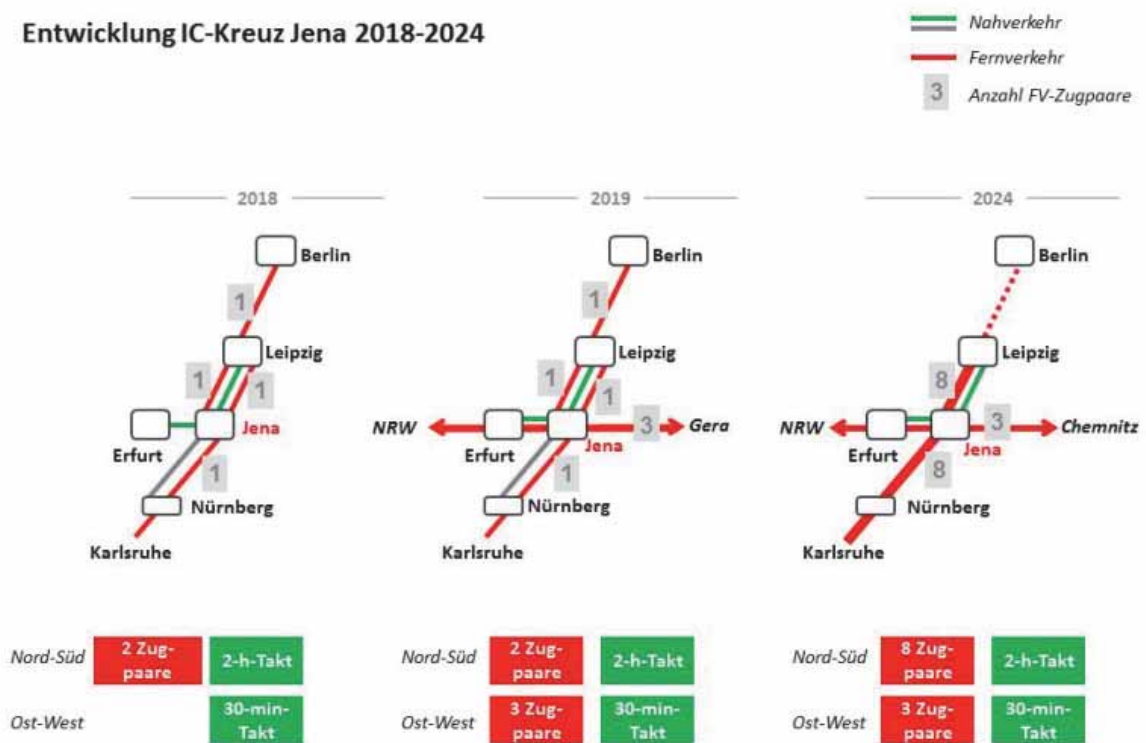 Entwicklung IC-Kreuz Jena 2018-2024
Nahverkehr
Fernverkehr
3 Anzahl FV-Zugpaare
2018
Berlin
1
Leipzig
1
1
Jena
Erfurt
1
Nürnberg
Karlsruhe
2019
Berlin
1
Leipzig
1
1
NRW
3
Gera
Erfurt
Jena
1
Nürnberg
Karlsruhe
2024
Berlin
Leipzig
8
NRW
3
Chemnitz
Erfurt
Jena
8
Nürnberg
Karlsruhe
Nord-Süd
2 Zug-
paare
2-h-Takt
Ost-West
30-min-
Takt
Nord-Süd
2 Zug-
paare
2-h-Takt
Ost-West
3 Zug-
paare
30-min-
Takt
Nord-Süd
8 Zug-
paare
2-h-Takt
Ost-West
3 Zug-
paare
30-min-
Takt